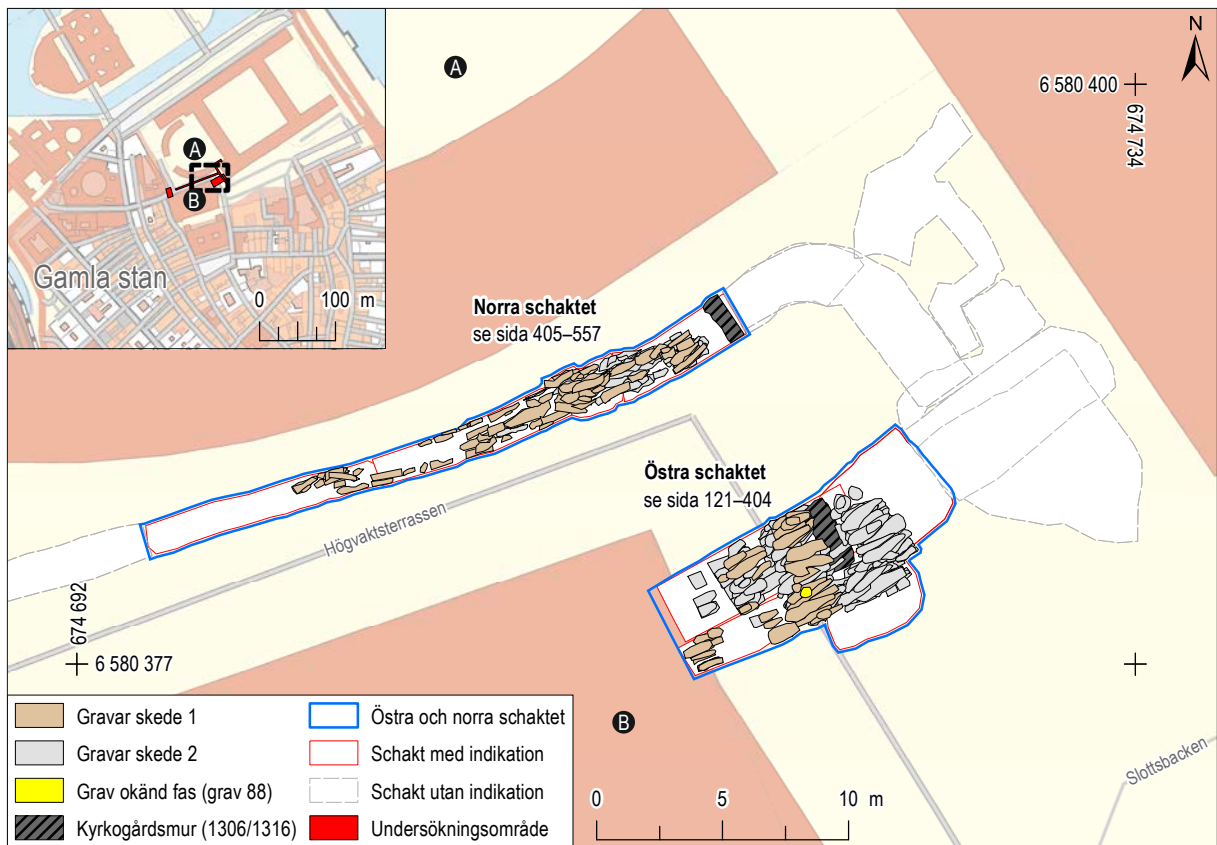 A
B
Gamla stan
0 100 m
A
N
6 580 400
674 734
Norra schaktet
se sida 405–557
Östra schaktet
se sida 121–404
Högvaktsterrassen
674 692
6 580 377
B
Slottsbacken
0 5 10 m
Gravar skede 1
Gravar skede 2
Grav okänd fas (grav 88)
Kyrkogårdsmur (1306/1316)
Östra och norra schaktet
Schakt med indikation
Schakt utan indikation
Undersökningsområde